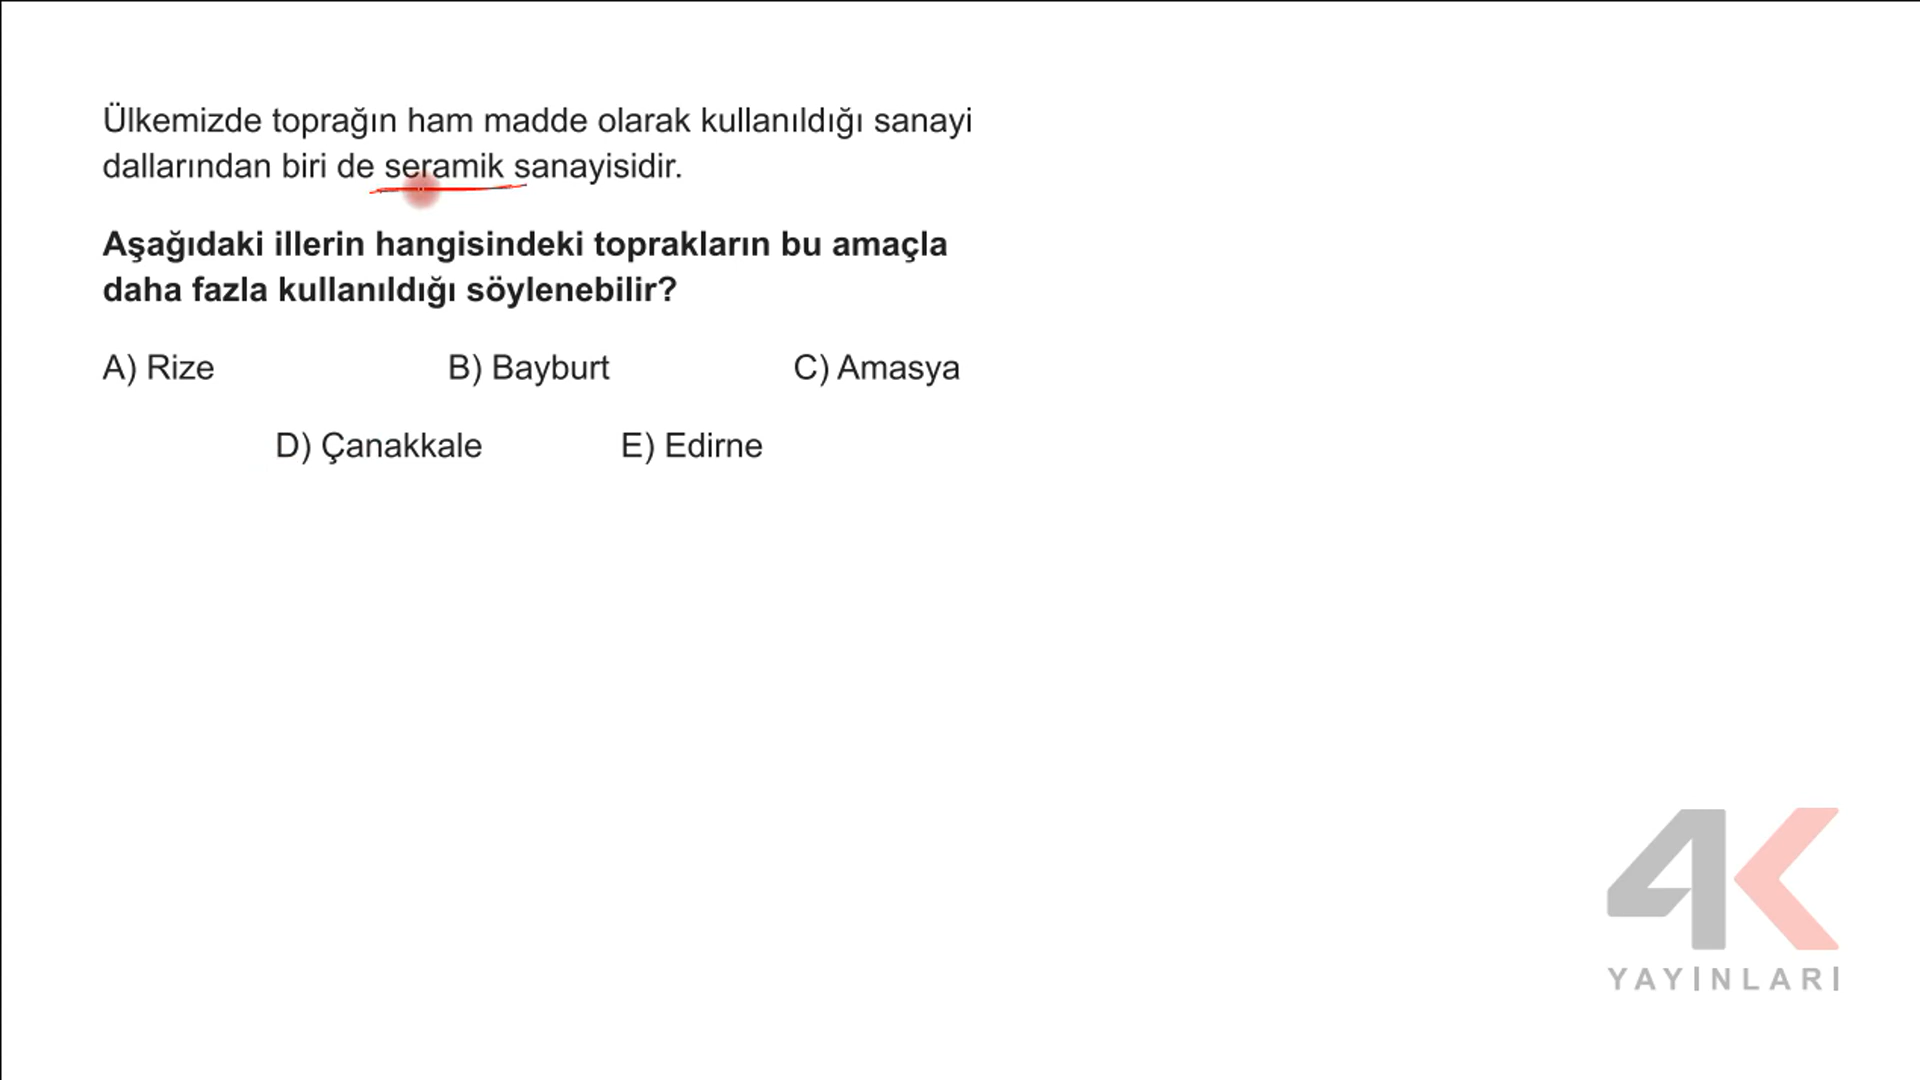 Ülkemizde toprağın ham madde olarak kullanıldığı sanayi
dallarından biri de seramik sanayisidir.
Aşağıdaki illerin hangisindeki toprakların bu amaçla
daha fazla kullanıldığı söylenebilir?
A) Rize B) Bayburt C) Amasya
D) Çanakkale E) Edirne
4K
YAYINLARI